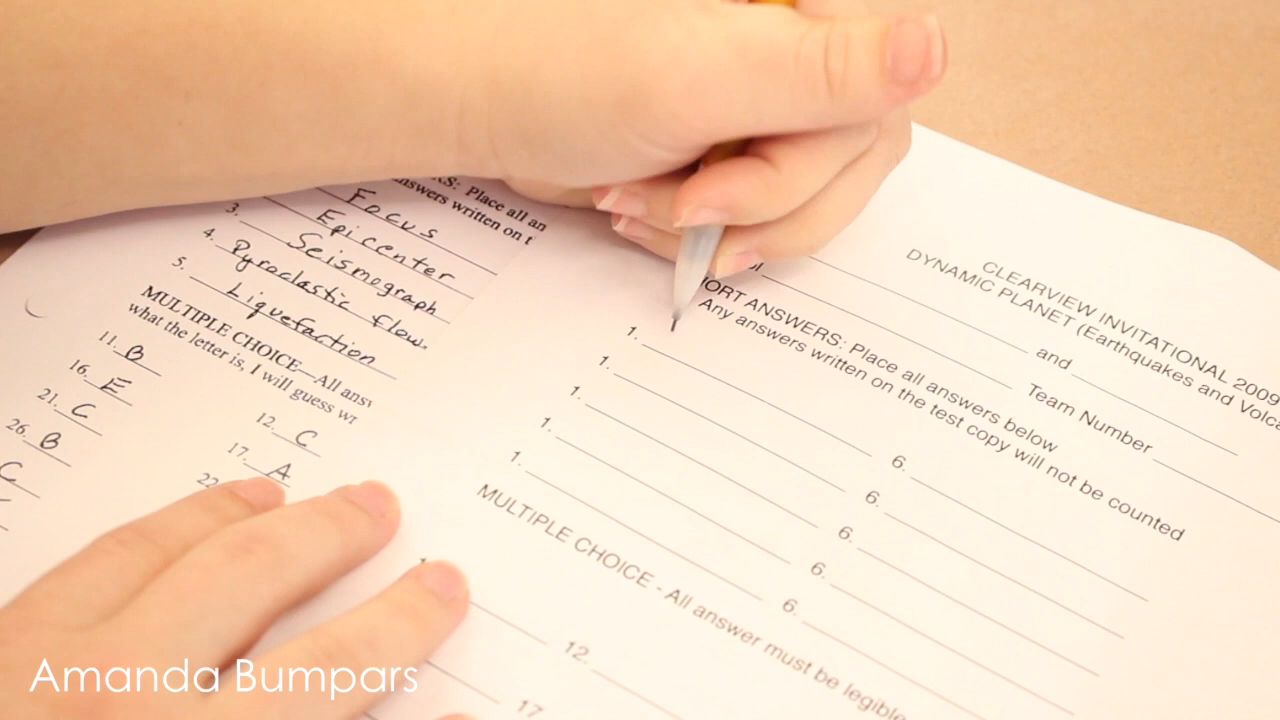 KS: Place all an
answers written on t
Focus
Epicenter
3. Seismograph
4. Pyroclastic flow.
5. Liquefaction
MULTIPLE CHOICE—All answ
what the letter is, I will guess wr
11. B
16. E
21. C
26. B
C
12. C
17. A
22
CLEARVIEW INVITATIONAL 2009
DYNAMIC PLANET (Earthquakes and Volca
and
Team Number
ORT ANSWERS: Place all answers below
Any answers written on the test copy will not be counted
1. 6.
1. 6.
1. 6.
1. 6.
1. 6.
MULTIPLE CHOICE - All answer must be legible
12.
17
Amanda Bumpars